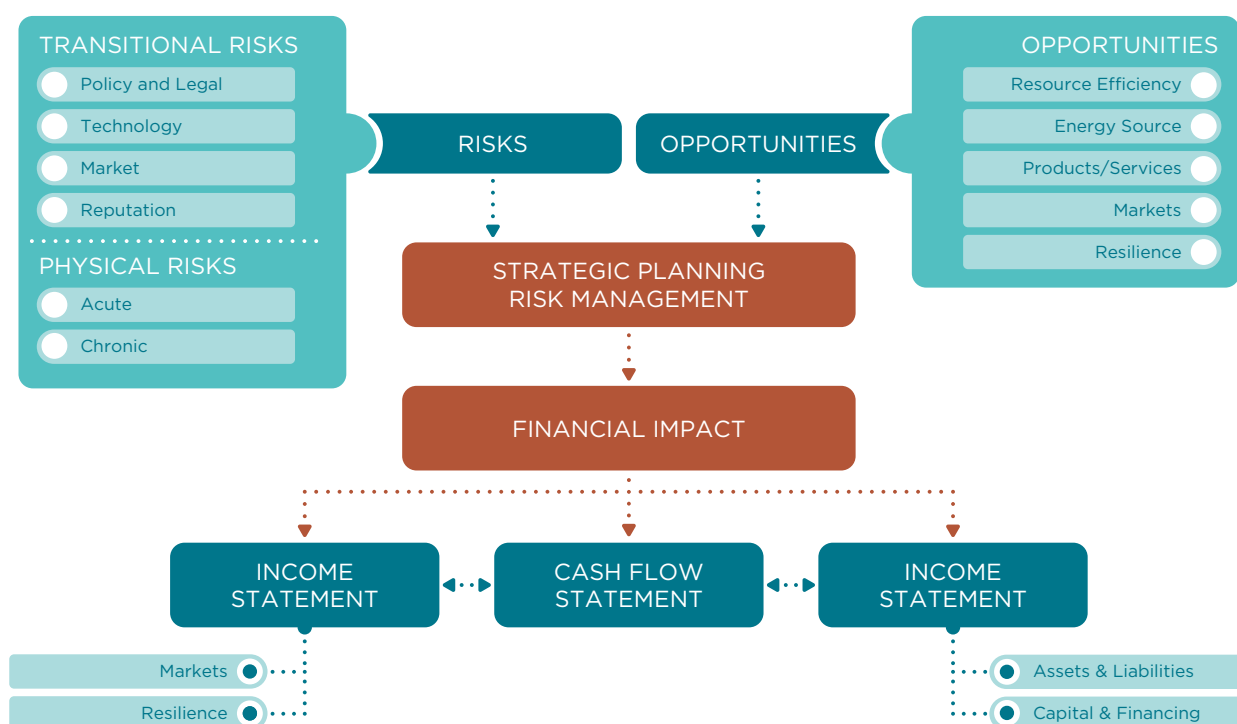 TRANSITIONAL RISKS
Policy and Legal
Technology
Market
Reputation
PHYSICAL RISKS
Acute
Chronic
RISKS
OPPORTUNITIES
OPPORTUNITIES
Resource Efficiency
Energy Source
Products/Services
Markets
Resilience
STRATEGIC PLANNING
RISK MANAGEMENT
FINANCIAL IMPACT
INCOME
STATEMENT
CASH FLOW
STATEMENT
INCOME
STATEMENT
Markets
Resilience
Assets & Liabilities
Capital & Financing